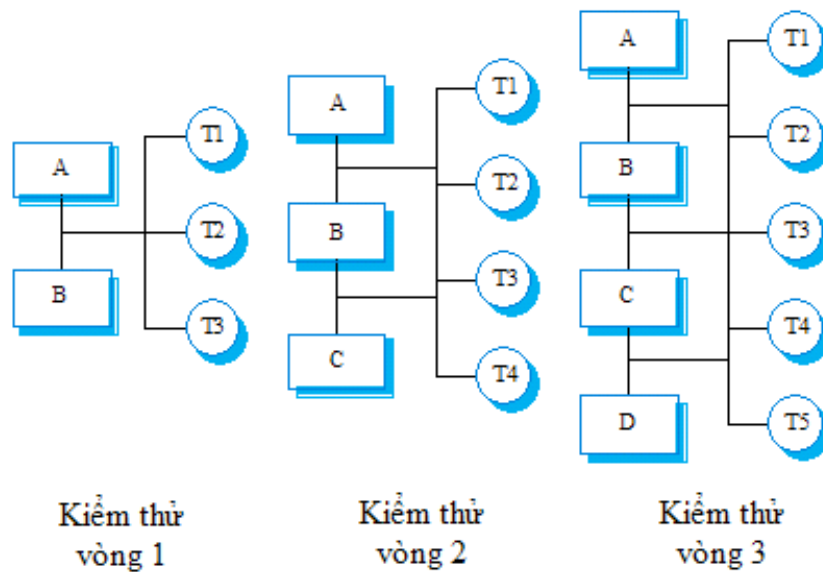 A
B
T1
T2
T3
Kiểm thử
vòng 1
A
B
C
T1
T2
T3
T4
Kiểm thử
vòng 2
A
B
C
D
T1
T2
T3
T4
T5
Kiểm thử
vòng 3